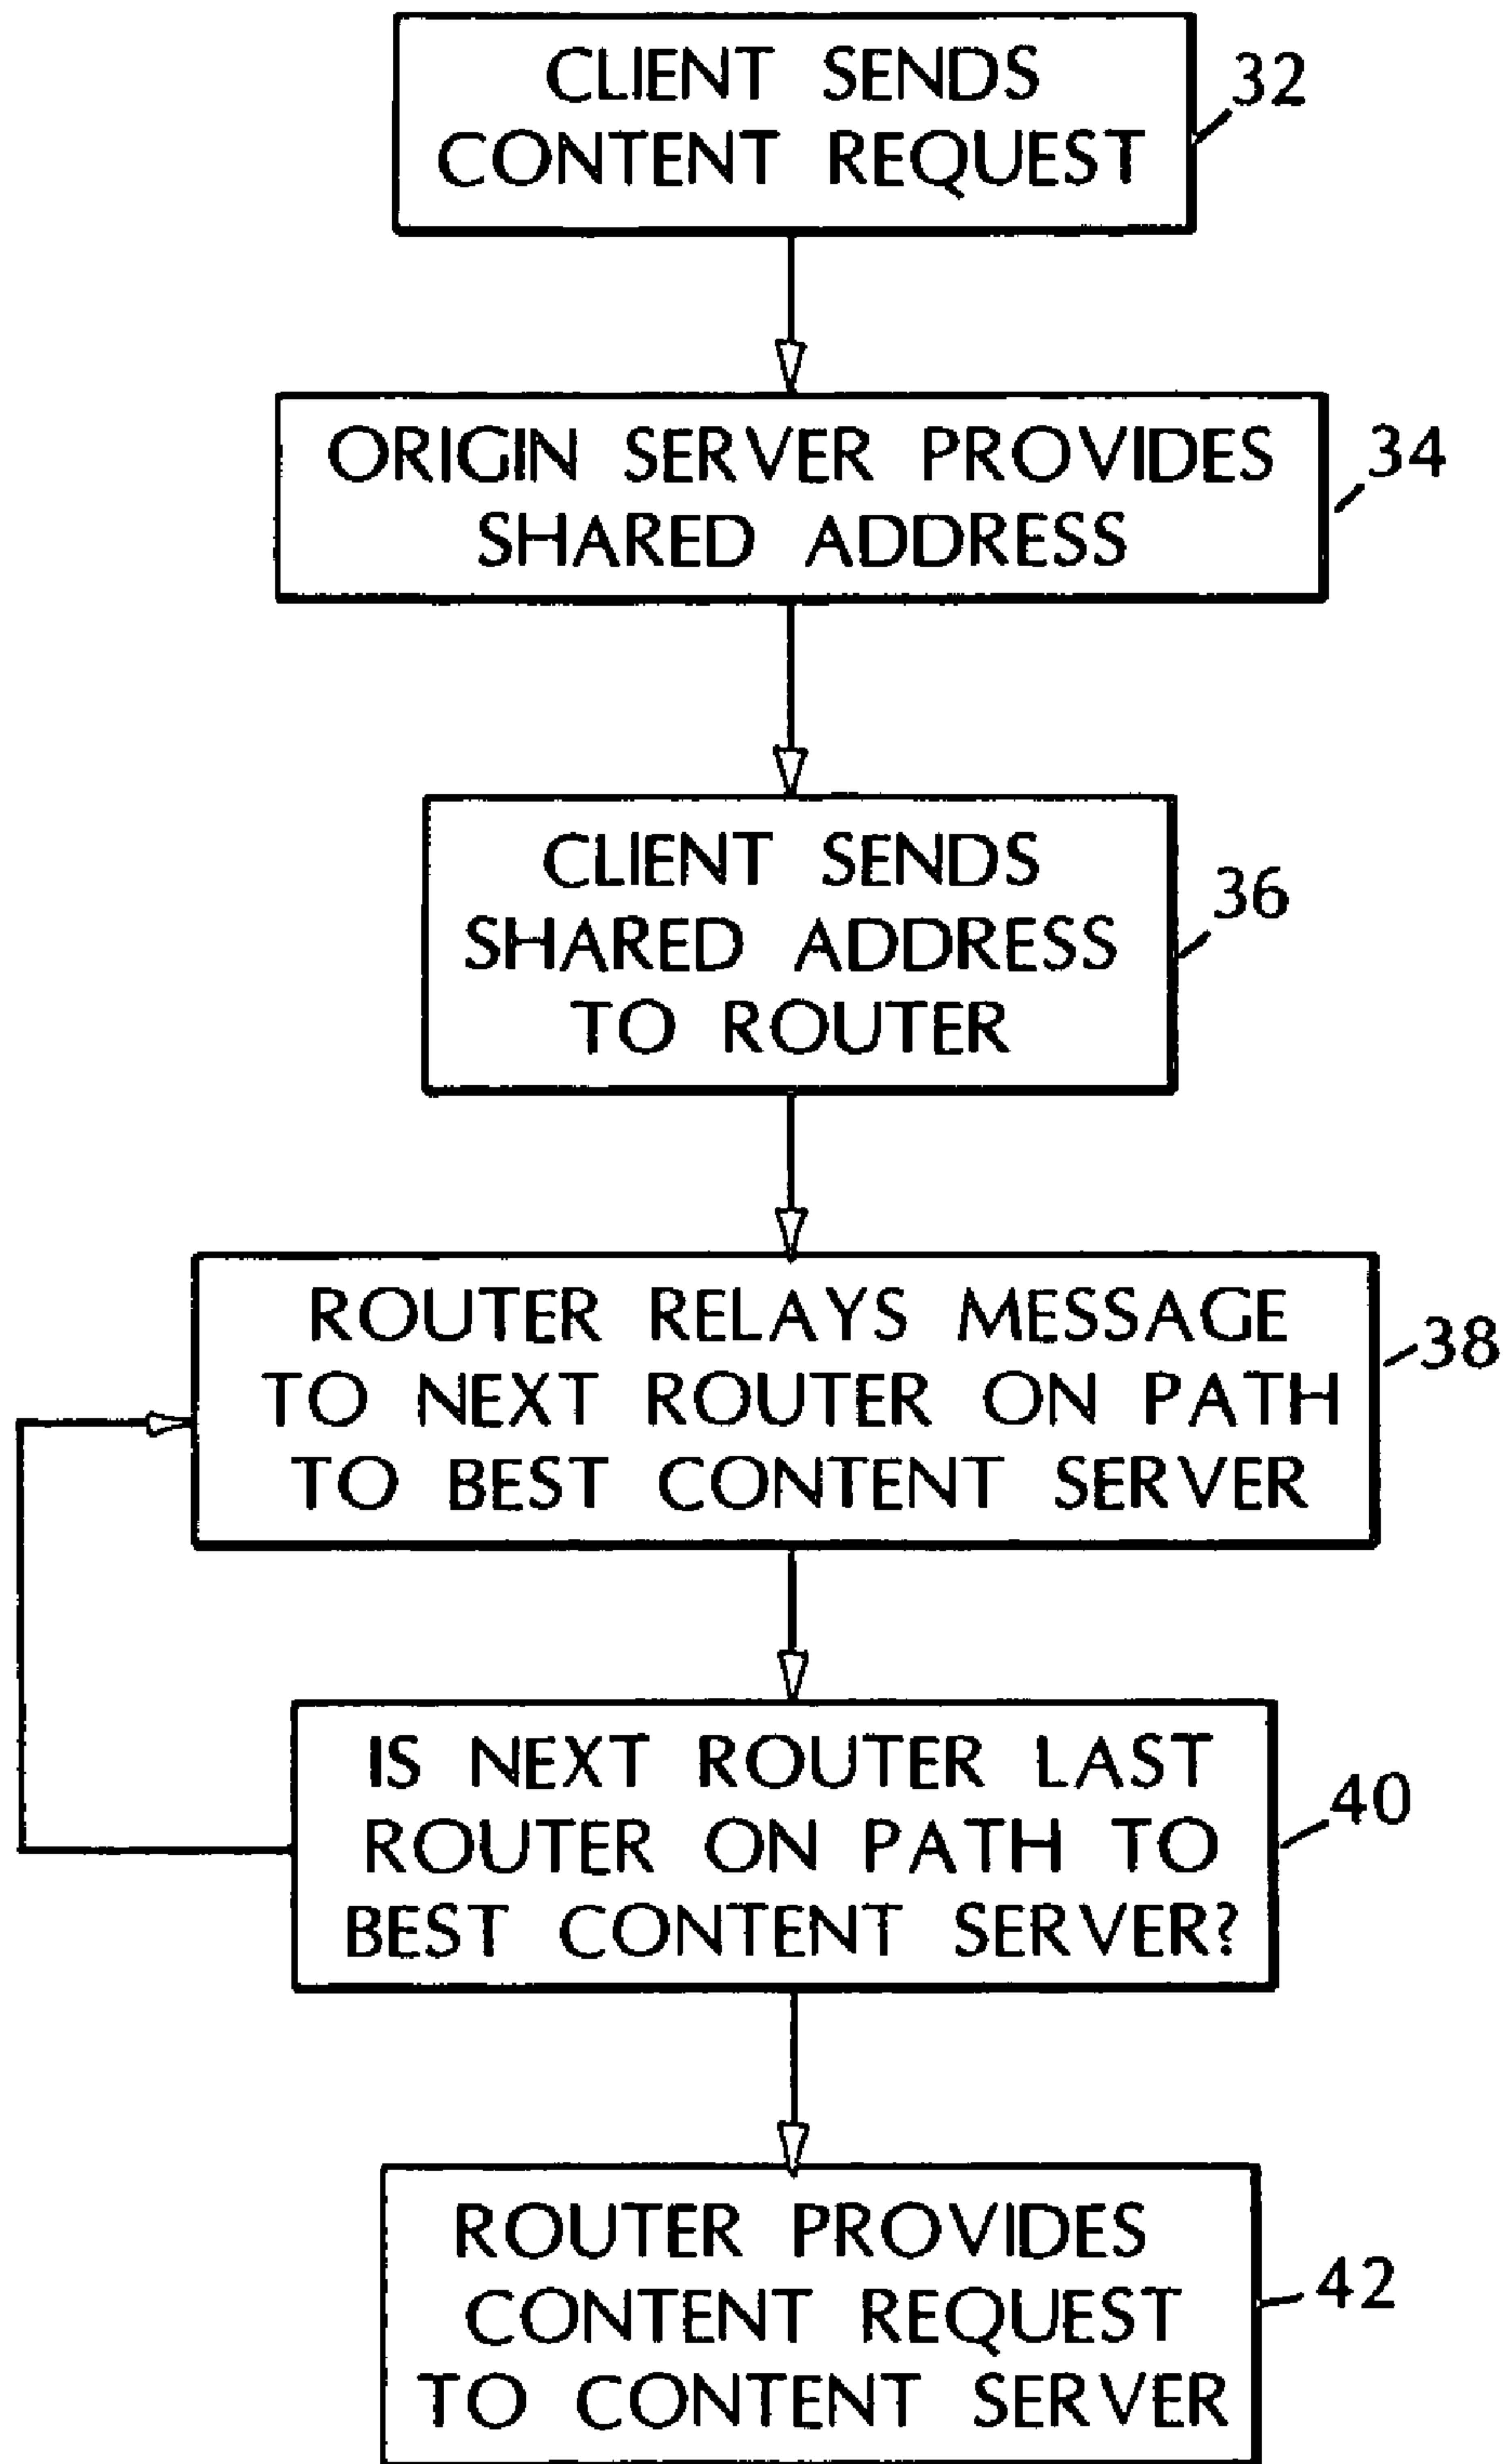 CLIENT SENDS
CONTENT REQUEST
32
ORIGIN SERVER PROVIDES
SHARED ADDRESS
34
CLIENT SENDS
SHARED ADDRESS
TO ROUTER
36
ROUTER RELAYS MESSAGE
TO NEXT ROUTER ON PATH
TO BEST CONTENT SERVER
38
IS NEXT ROUTER LAST
ROUTER ON PATH TO
BEST CONTENT SERVER?
40
ROUTER PROVIDES
CONTENT REQUEST
TO CONTENT SERVER
42